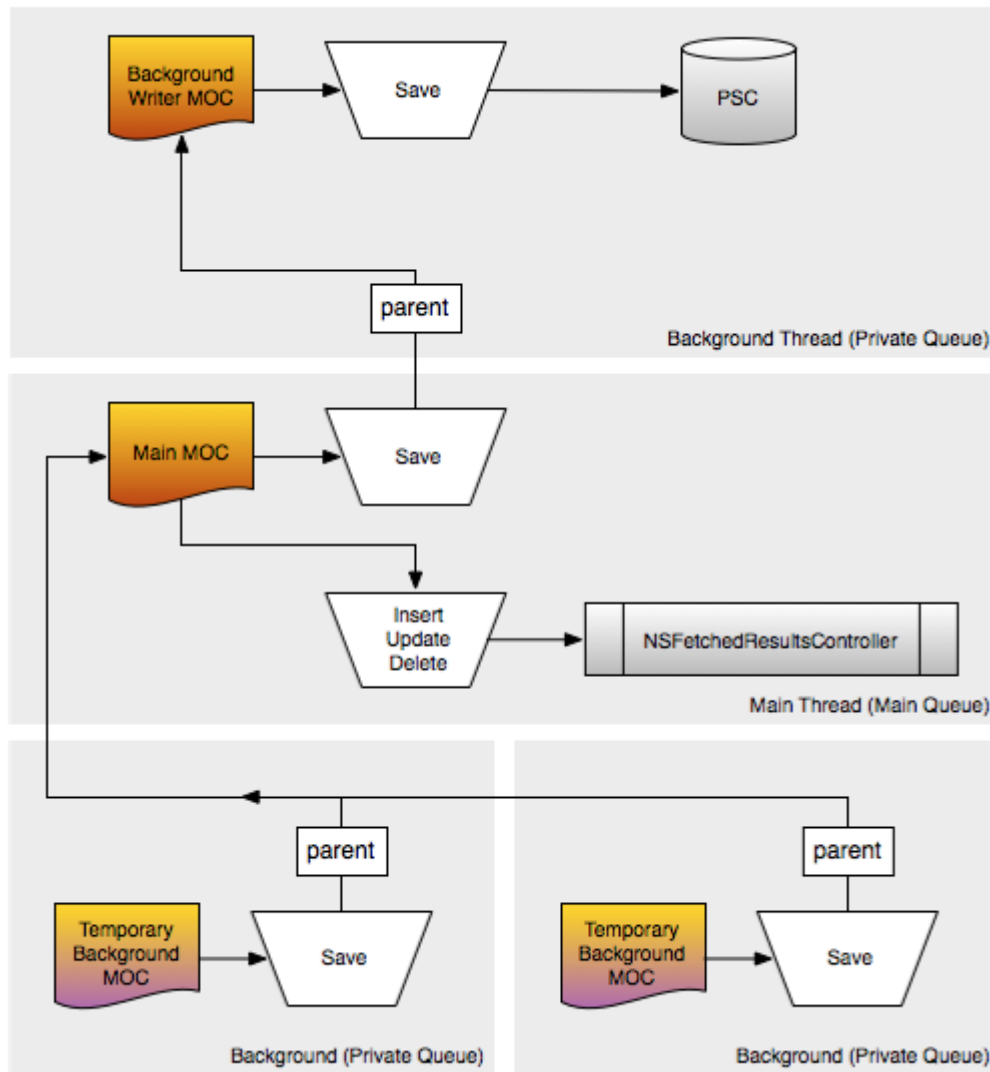 Background
Writer MOC
Save
PSC
parent
Background Thread (Private Queue)
Main MOC
Save
Insert
Update
Delete
NSFetchedResultsController
Main Thread (Main Queue)
parent
parent
Temporary
Background
MOC
Save
Temporary
Background
MOC
Save
Background (Private Queue)
Background (Private Queue)